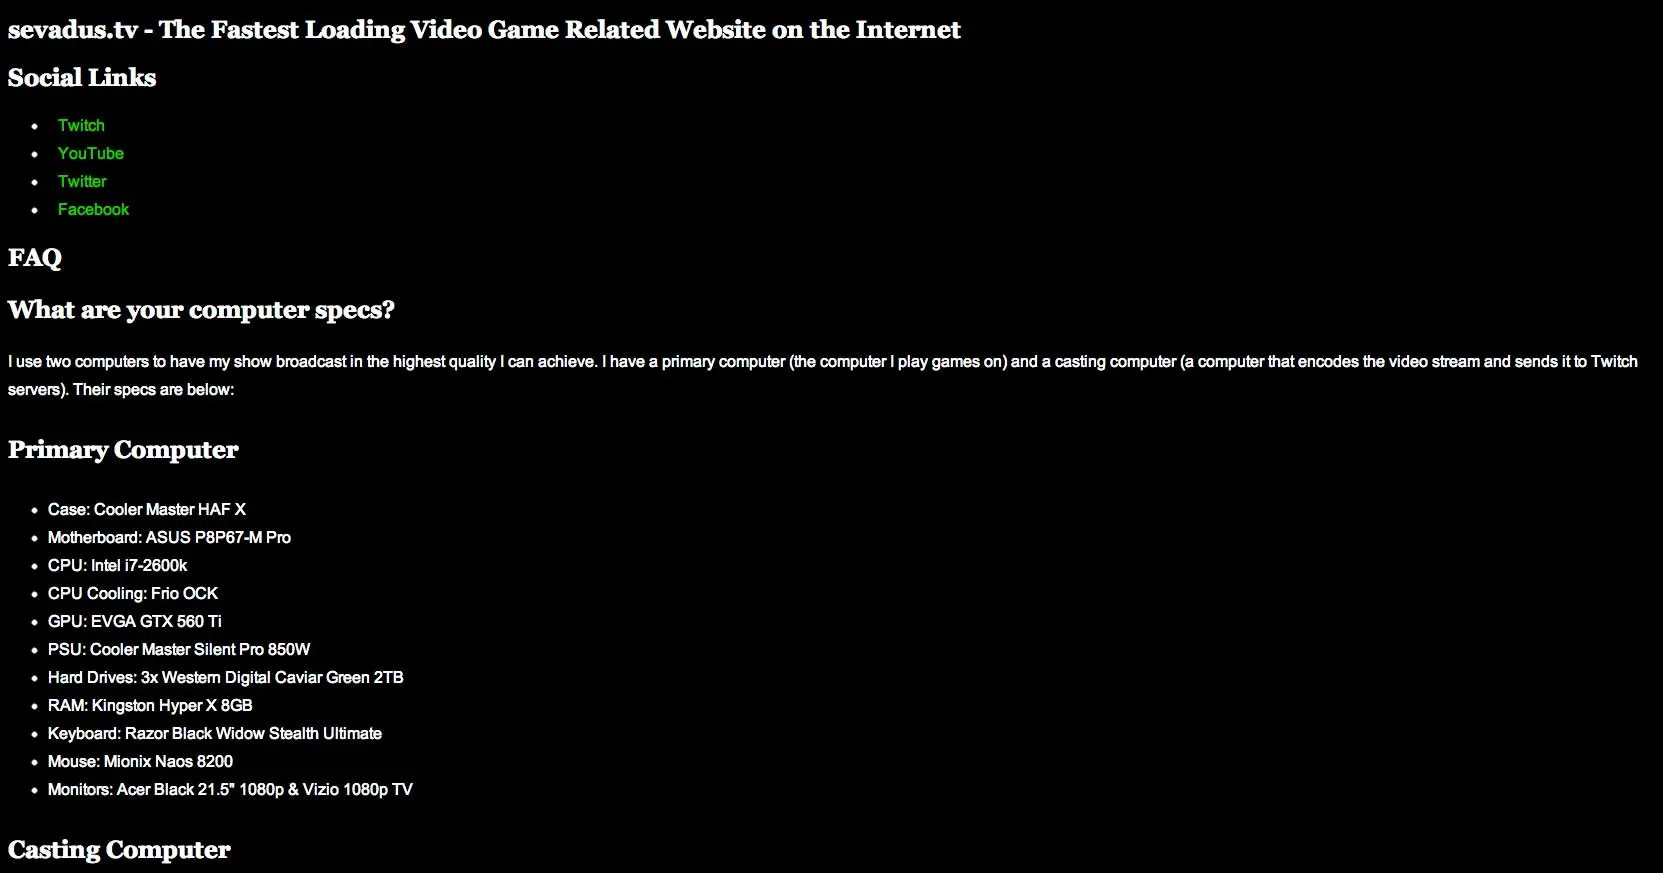 sevadus.tv - The Fastest Loading Video Game Related Website on the Internet
Social Links
Twitch
YouTube
Twitter
Facebook
FAQ
What are your computer specs?
I use two computers to have my show broadcast in the highest quality I can achieve. I have a primary computer (the computer I play games on) and a casting computer (a computer that encodes the video stream and sends it to Twitch
servers). Their specs are below:
Primary Computer
Case: Cooler Master HAF X
Motherboard: ASUS P8P67-M Pro
CPU: Intel i7-2600k
CPU Cooling: Frio OCK
GPU: EVGA GTX 560 Ti
PSU: Cooler Master Silent Pro 850W
Hard Drives: 3x Western Digital Caviar Green 2TB
RAM: Kingston Hyper X 8GB
Keyboard: Razor Black Widow Stealth Ultimate
Mouse: Mionix Naos 8200
Monitors: Acer Black 21.5" 1080p & Vizio 1080p TV
Casting Computer